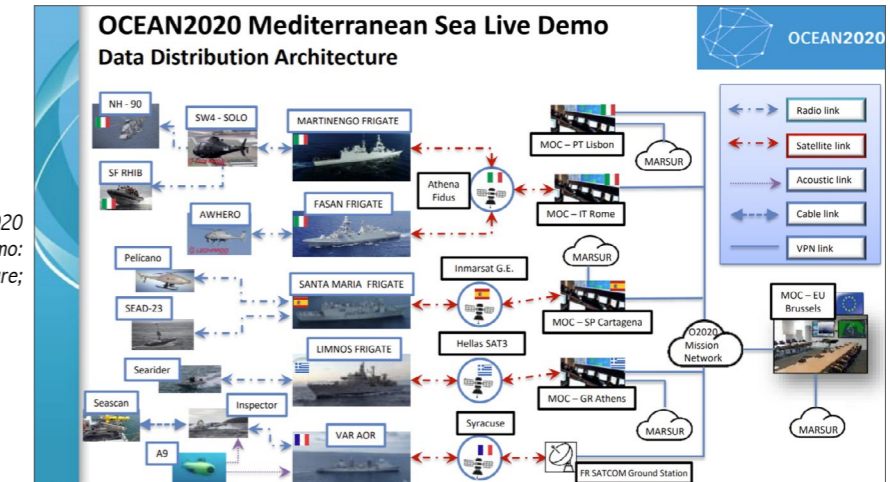 OCEAN2020 Mediterranean Sea Live Demo
Data Distribution Architecture
OCEAN2020
020
mo:
re;
NH - 90
SW4 - SOLO
MARTINENGO FRIGATE
SF RHIB
AWHERO
FASAN FRIGATE
Athena
Fidus
MOC – PT Lisbon
MARSUR
MOC – IT Rome
Radio link
Satellite link
Acoustic link
Cable link
VPN link
Pelícano
SANTA MARIA FRIGATE
SEAD-23
Inmarsat G.E.
MARSUR
MOC – SP Cartagena
Searider
LIMNOS FRIGATE
Hellas SAT3
MOC – GR Athens
MARSUR
O2020
Mission
Network
MOC – EU
Brussels
MARSUR
Seascan
Inspector
A9
VAR AOR
Syracuse
FR SATCOM Ground Station